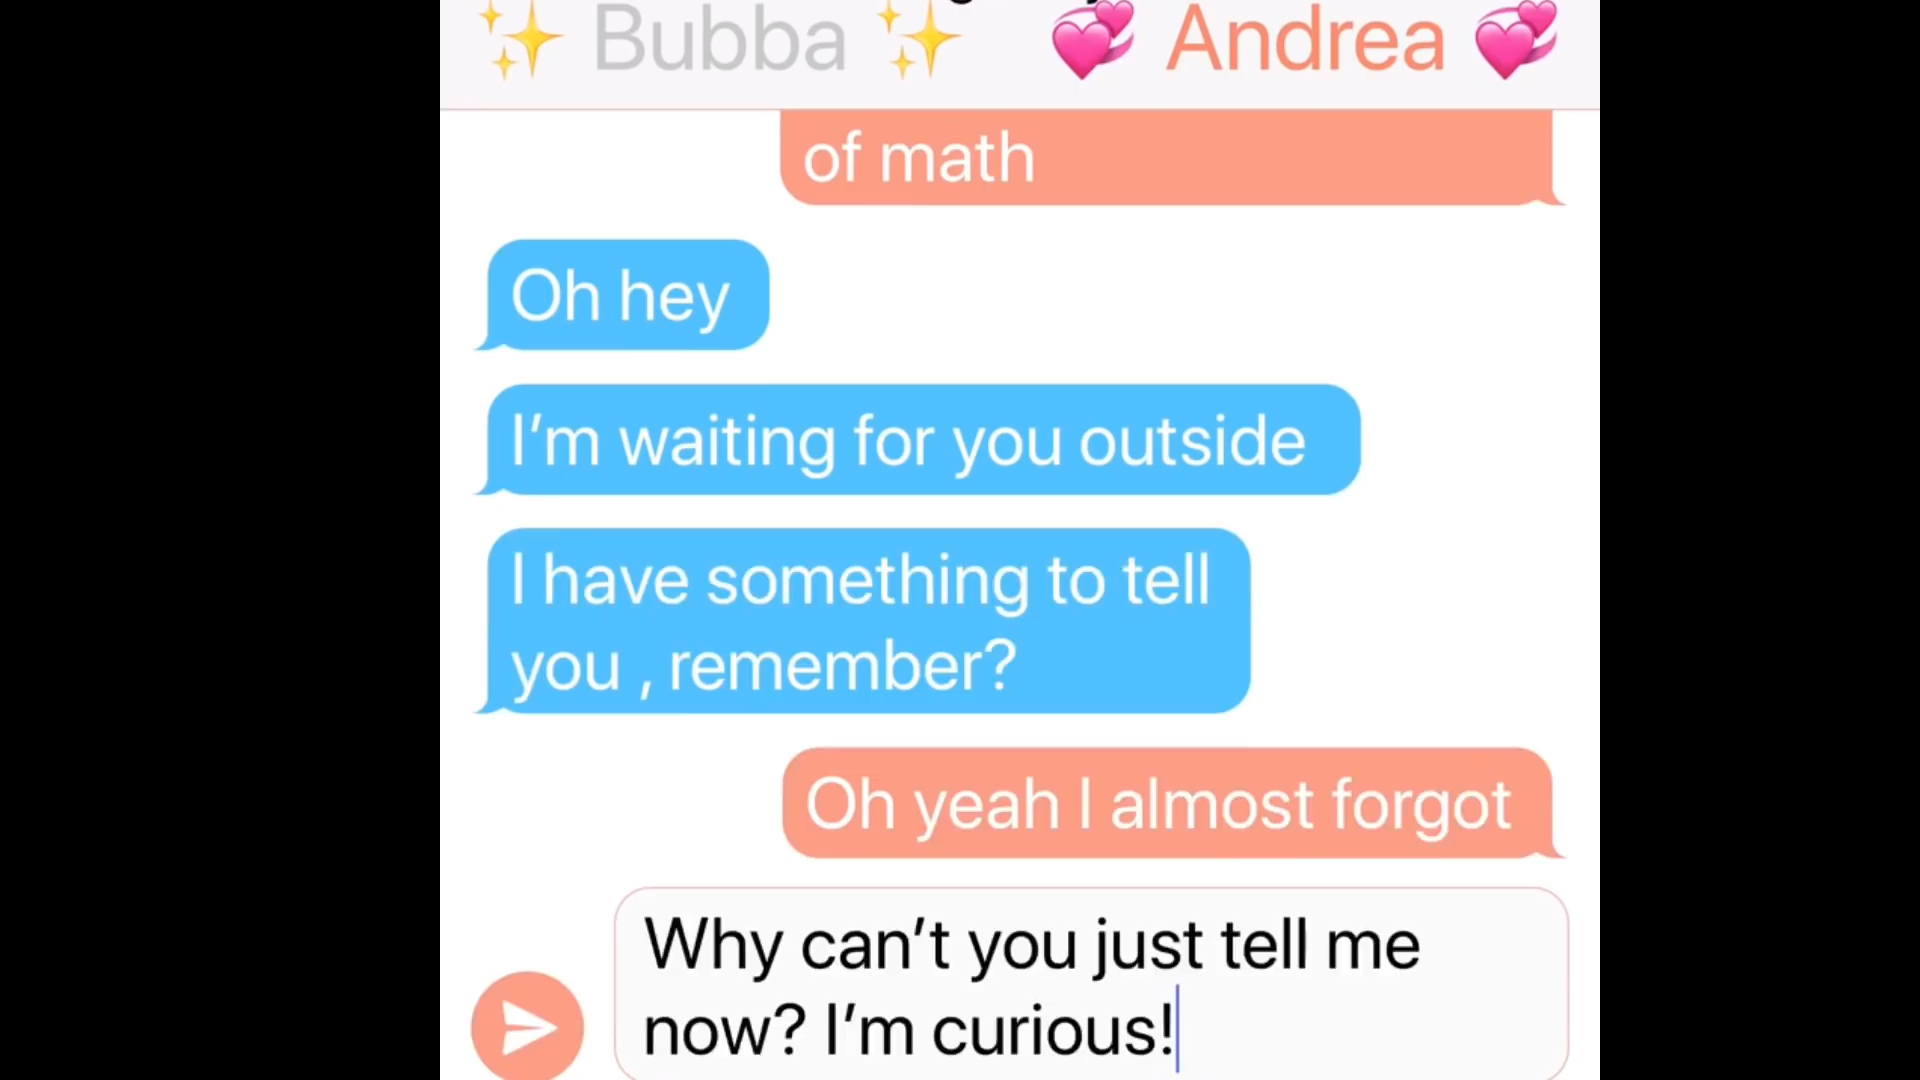 ✨ Bubba ✨ 💞 Andrea 💞
of math
Oh hey
I’m waiting for you outside
I have something to tell
you , remember?
Oh yeah I almost forgot
Why can’t you just tell me
now? I’m curious!